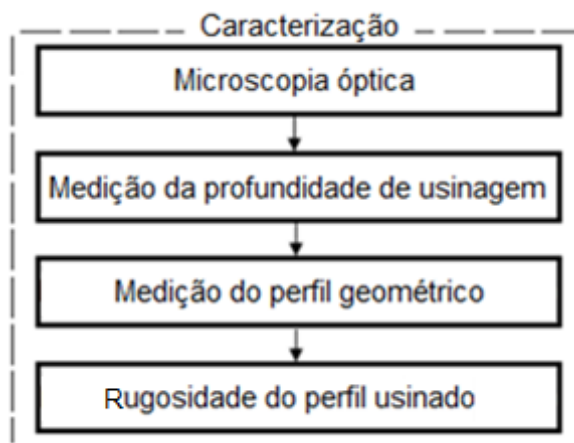 Caracterização
Microscopia óptica
Medição da profundidade de usinagem
Medição do perfil geométrico
Rugosidade do perfil usinado